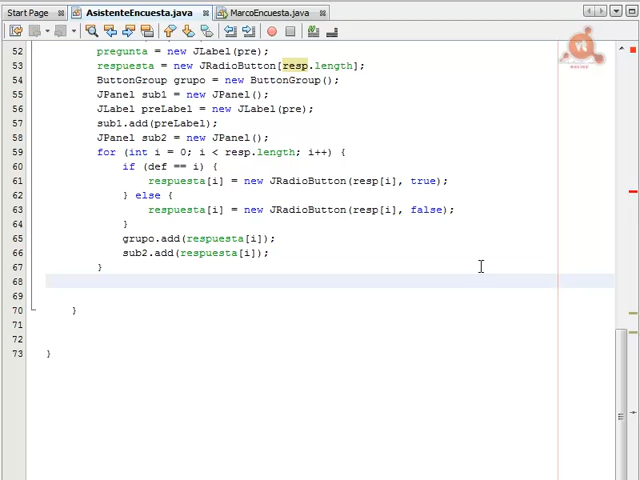 Start Page AsistenteEncuesta.java MarcoEncuesta.java
52 pregunta = new JLabel(pre);
53 respuesta = new JRadioButton[resp.length];
54 ButtonGroup grupo = new ButtonGroup();
55 JPanel sub1 = new JPanel();
56 JLabel preLabel = new JLabel(pre);
57 sub1.add(preLabel);
58 JPanel sub2 = new JPanel();
59 for (int i = 0; i < resp.length; i++) {
60 if (def == i) {
61 respuesta[i] = new JRadioButton(resp[i], true);
62 } else {
63 respuesta[i] = new JRadioButton(resp[i], false);
64 }
65 grupo.add(respuesta[i]);
66 sub2.add(respuesta[i]);
67 }
68
69
70 }
71
72
73 }